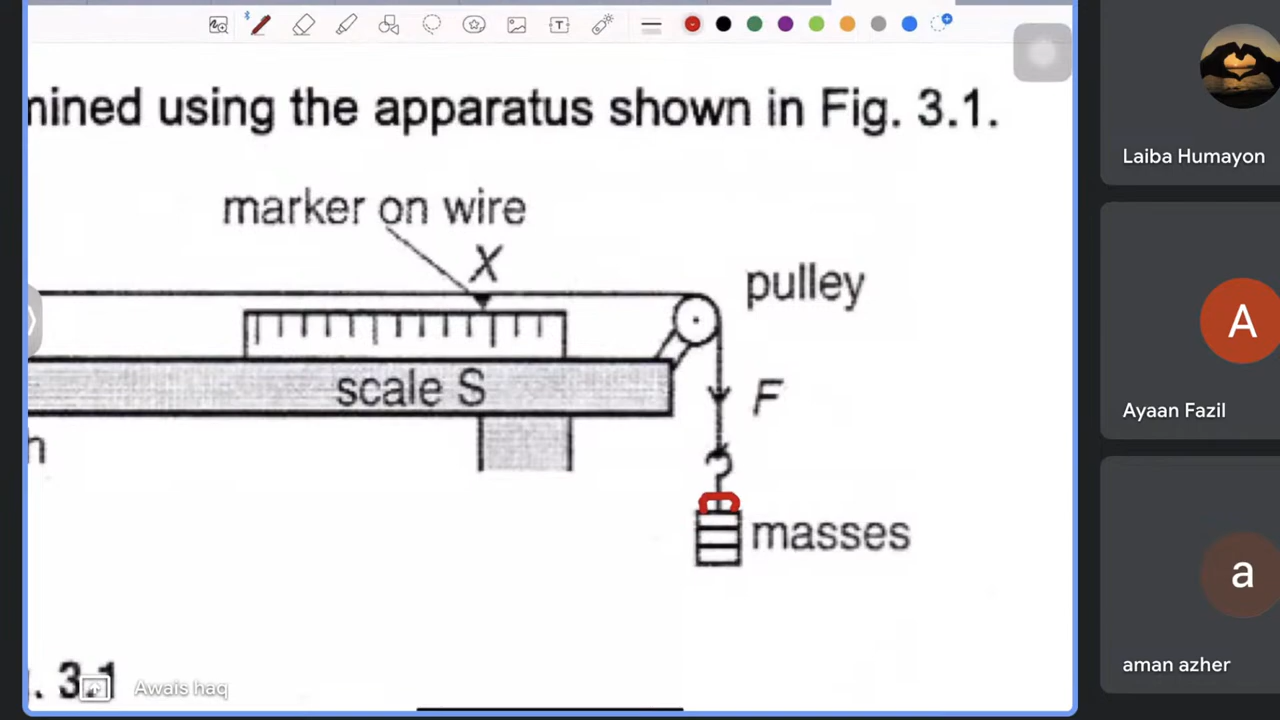 mined using the apparatus shown in Fig. 3.1.
marker on wire
X
pulley
scale S
F
n
masses
. 3.1
Awais haq
Laiba Humayon
A
Ayaan Fazil
a
aman azher